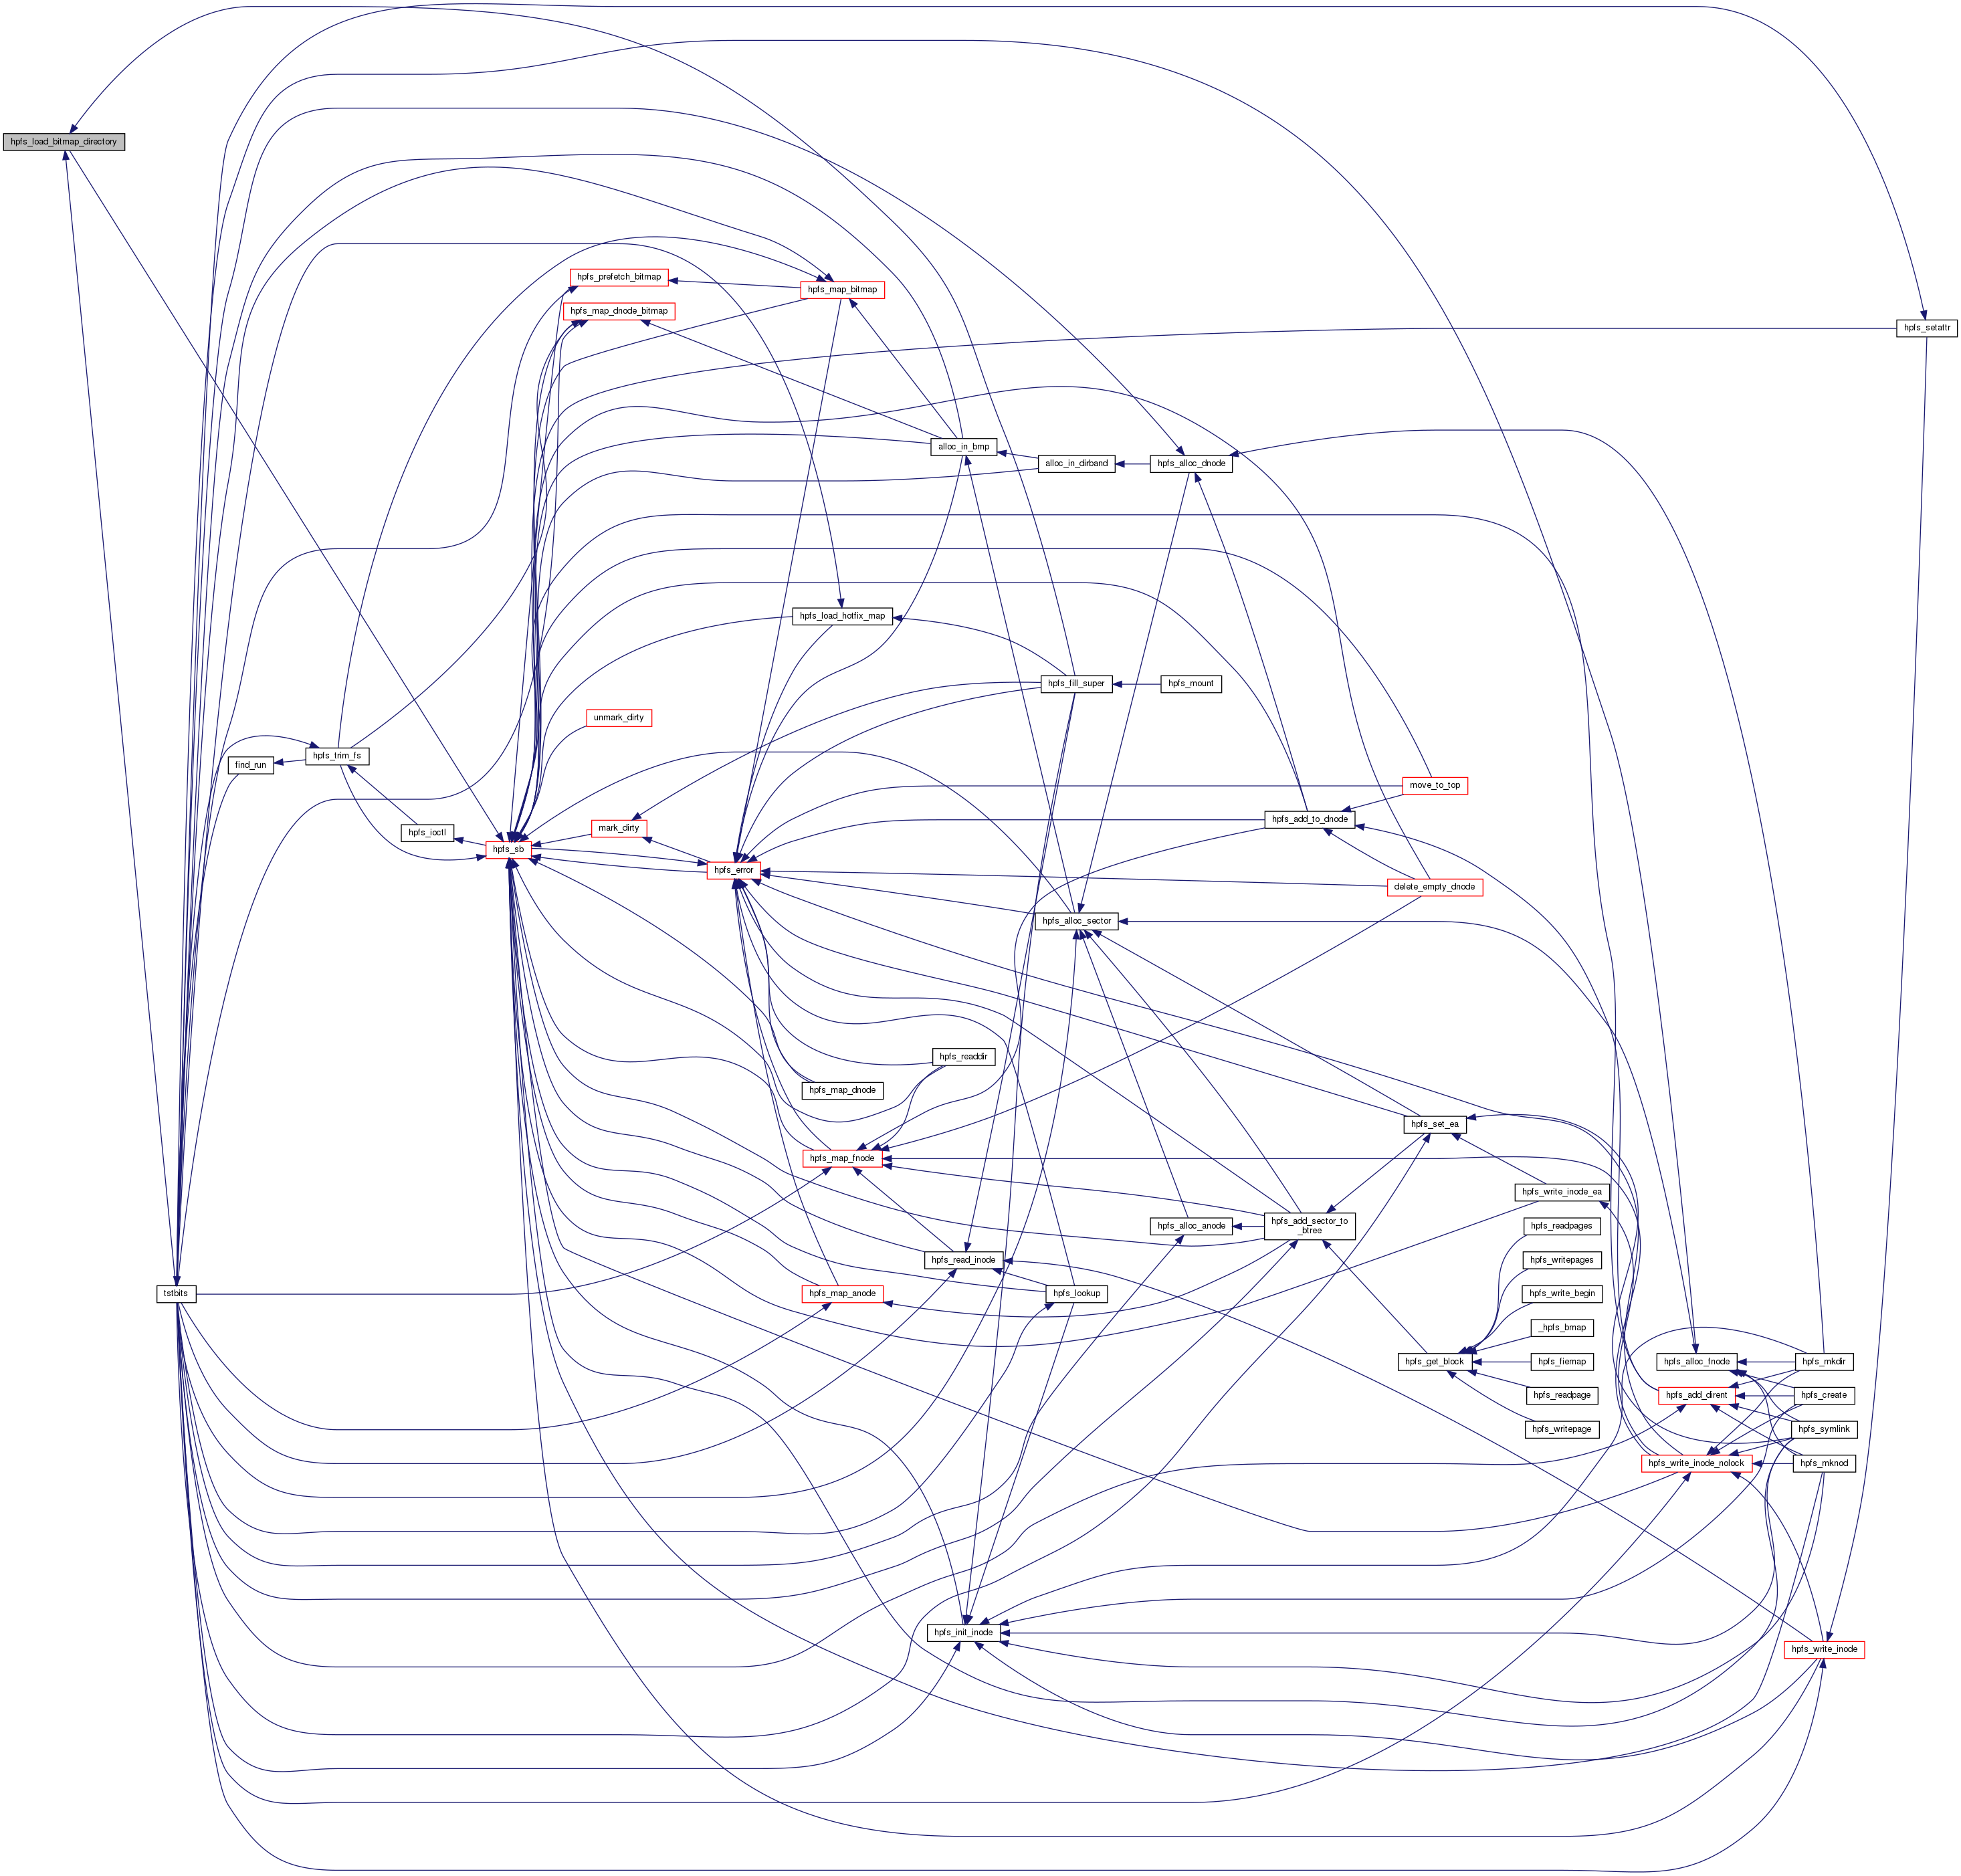 hpfs_load_bitmap_directory
hpfs_prefetch_bitmap
hpfs_map_bitmap
hpfs_map_dnode_bitmap
hpfs_setattr
alloc_in_bmp
alloc_in_dirband
hpfs_alloc_dnode
hpfs_load_hotfix_map
hpfs_fill_super
hpfs_mount
unmark_dirty
hpfs_trim_fs
find_run
move_to_top
hpfs_add_to_dnode
mark_dirty
hpfs_ioctl
hpfs_sb
hpfs_error
delete_empty_dnode
hpfs_alloc_sector
hpfs_readdir
hpfs_map_dnode
hpfs_set_ea
hpfs_map_fnode
hpfs_write_inode_ea
hpfs_alloc_anode
hpfs_add_sector_to
_btree
hpfs_readpages
hpfs_read_inode
hpfs_writepages
tstbits
hpfs_map_anode
hpfs_lookup
hpfs_write_begin
_hpfs_bmap
hpfs_get_block
hpfs_fiemap
hpfs_alloc_fnode
hpfs_mkdir
hpfs_readpage
hpfs_add_dirent
hpfs_create
hpfs_writepage
hpfs_symlink
hpfs_write_inode_nolock
hpfs_mknod
hpfs_init_inode
hpfs_write_inode